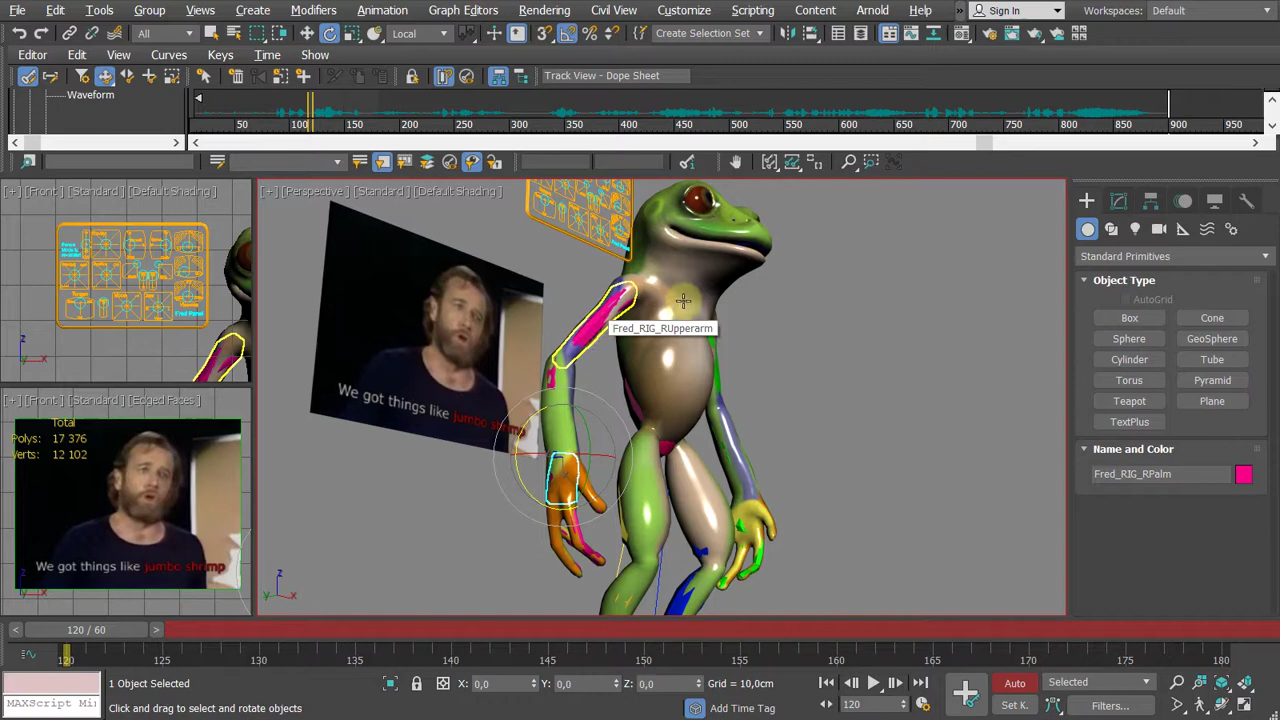 File Edit Tools Group Views Create Modifiers Animation Graph Editors Rendering Civil View Customize Scripting Interactive Content Arnold Help » Sign In Workspaces: Default
All Local Create Selection Set
Editor Edit View Curves Keys Time Show
Track View - Dope Sheet
Waveform
50 100 150 200 250 300 350 400 450 500 550 600 650 700 750 800 850 900 950
[+] [Front] [Standard] [Default Shading]
[+] [Perspective] [Standard] [Default Shading]
Fred Panel
Standard Primitives
Object Type
AutoGrid
Box Cone
Sphere GeoSphere
Cylinder Tube
Torus Pyramid
Teapot Plane
TextPlus
Name and Color
Fred_RIG_RPalm
Fred_RIG_RUpperarm
We got things like jumbo shrimp
z
x
[+] [Camera] [Standard] [Edged Faces]
Total
Polys: 17 376
Verts: 12 102
We got things like jumbo shrimp
z
x
y
z
x
< 120 / 60 >
120 125 130 135 140 145 150 155 160 165 170 175 180
1 Object Selected
X: 0,0 Y: 0,0 Z: 0,0 Grid = 10,0cm
Auto Selected
MAXScript Mi
Click and drag to select and rotate objects
Add Time Tag
Set K. Filters...
120